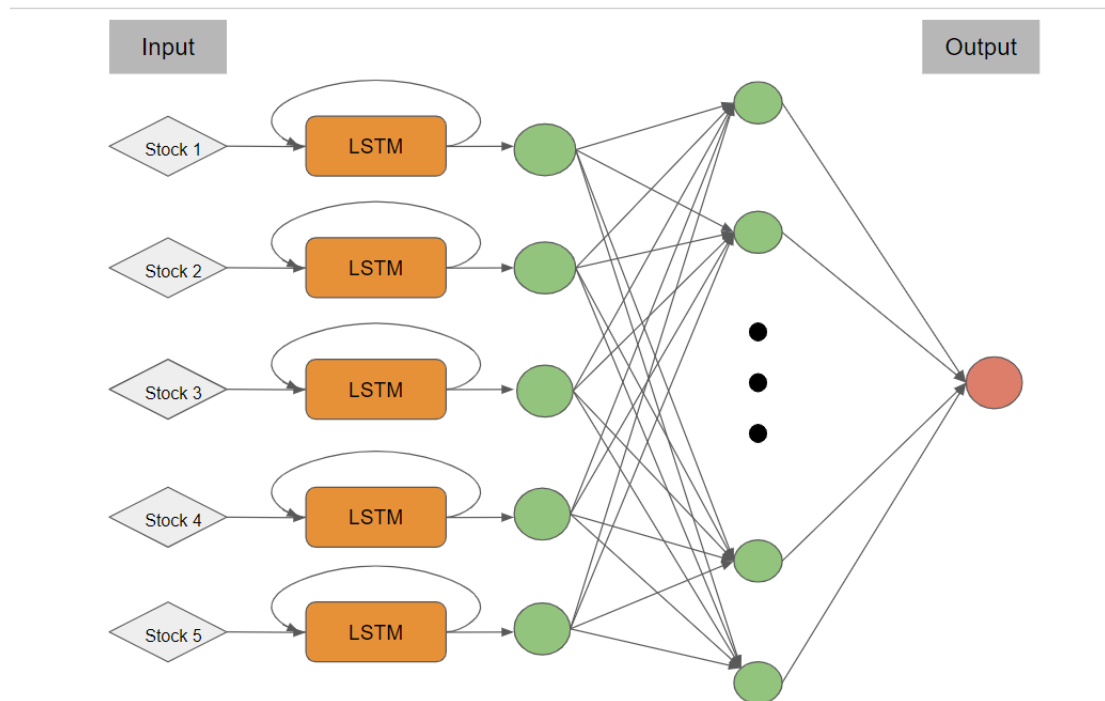 Input
Output
Stock 1
LSTM
Stock 2
LSTM
Stock 3
LSTM
Stock 4
LSTM
Stock 5
LSTM